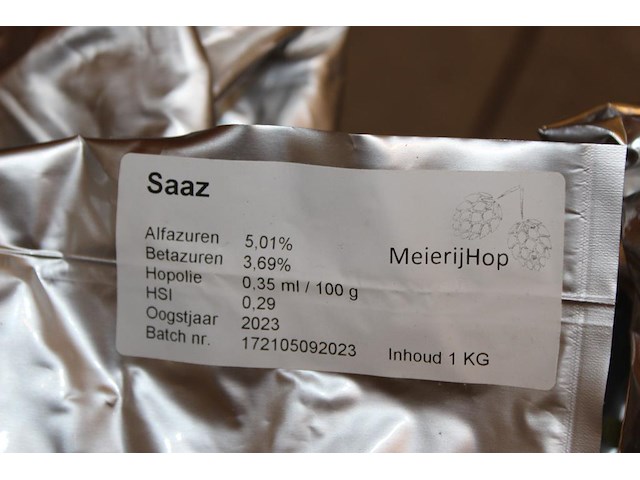 Saaz
Alfazuren 5,01%
Betazuren 3,69%
Hopolie 0,35 ml / 100 g
HSI 0,29
Oogstjaar 2023
Batch nr. 172105092023
MeierijHop
Inhoud 1 KG